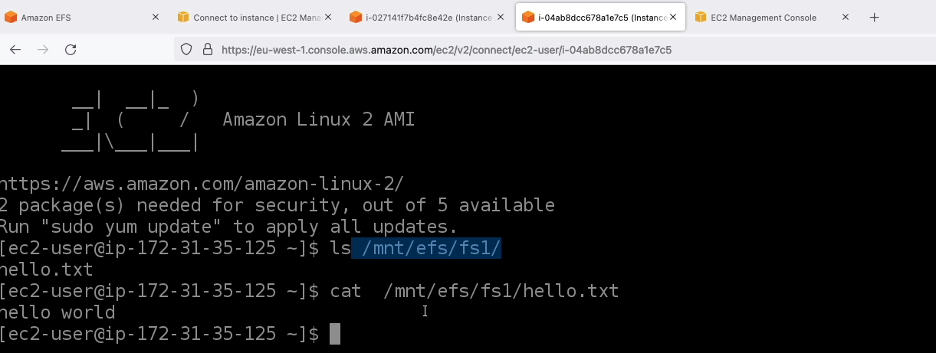 Amazon EFS
Connect to instance | EC2 Mana
i-027141f7b4fc8e42e (Instance
i-04ab8dcc678a1e7c5 (Instance
EC2 Management Console
https://eu-west-1.console.aws.amazon.com/ec2/v2/connect/ec2-user/i-04ab8dcc678a1e7c5
__|  __|_  )
_|  (     /   Amazon Linux 2 AMI
___|\___|___|
https://aws.amazon.com/amazon-linux-2/
2 package(s) needed for security, out of 5 available
Run "sudo yum update" to apply all updates.
[ec2-user@ip-172-31-35-125 ~]$ ls /mnt/efs/fs1/
hello.txt
[ec2-user@ip-172-31-35-125 ~]$ cat  /mnt/efs/fs1/hello.txt
hello world
[ec2-user@ip-172-31-35-125 ~]$